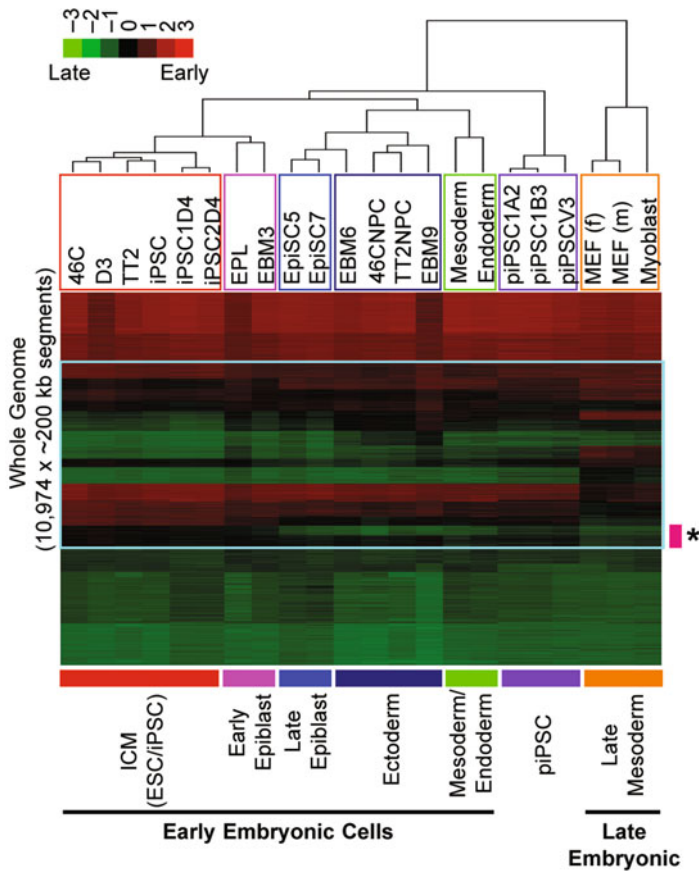 −3 −2 −1 0 1 2 3
Late Early
46C
D3
TT2
iPSC
iPSC1D4
iPSC2D4
EPL
EBM3
EpiSC5
EpiSC7
EBM6
46CNPC
TT2NPC
EBM9
Mesoderm
Endoderm
piPSC1A2
piPSC1B3
piPSCV3
MEF (f)
MEF (m)
Myoblast
Whole Genome
(10,974 x ~200 kb segments)
*
ICM
(ESC/iPSC)
Early
Epiblast
Late
Epiblast
Ectoderm
Mesoderm/
Endoderm
piPSC
Late
Mesoderm
Early Embryonic Cells
Late
Embryonic